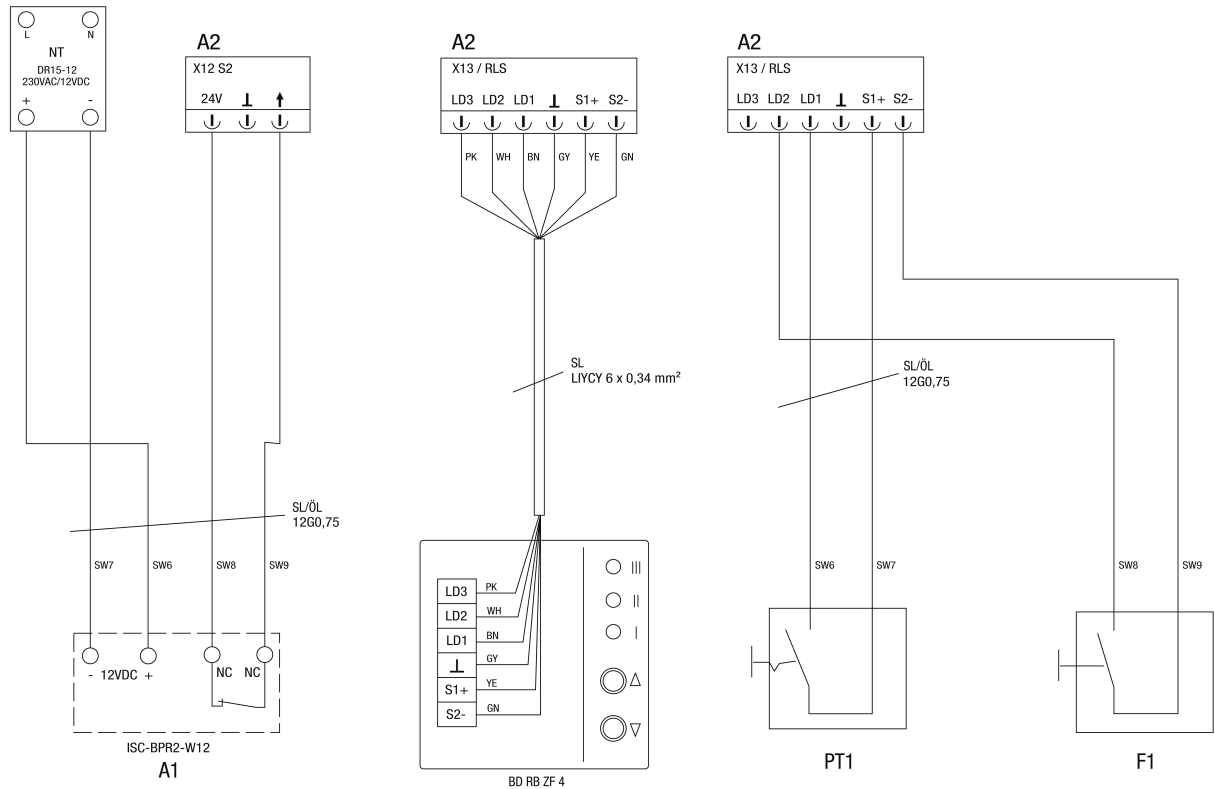 L N
NT
DR15-12
230VAC/12VDC
+ -
A2
X12 S2
24V
A2
X13 / RLS
LD3 LD2 LD1 S1+ S2-
PK WH BN GY YE GN
A2
X13 / RLS
LD3 LD2 LD1 S1+ S2-
SL
LIYCY 6 x 0,34 mm²
SL/ÖL
12G0,75
SL/ÖL
12G0,75
SW7 SW6 SW8 SW9
- 12VDC + NC NC
ISC-BPR2-W12
A1
LD3 PK
LD2 WH
LD1 BN
GY
S1+ YE
S2- GN
III
II
I
BD RB ZF 4
SW6 SW7
PT1
SW8 SW9
F1